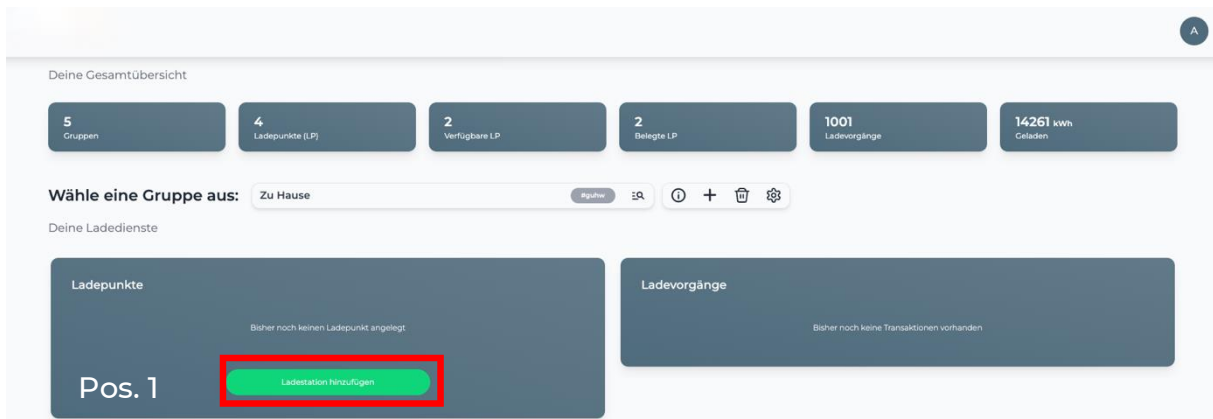 A
Deine Gesamtübersicht
5
Gruppen
4
Ladepunkte (LP)
2
Verfügbare LP
2
Belegte LP
1001
Ladevorgänge
14261 kWh
Geladen
Wähle eine Gruppe aus: Zu Hause #guhw
Deine Ladedienste
Ladepunkte
Bisher noch keinen Ladepunkt angelegt
Pos. 1
Ladestation hinzufügen
Ladevorgänge
Bisher noch keine Transaktionen vorhanden